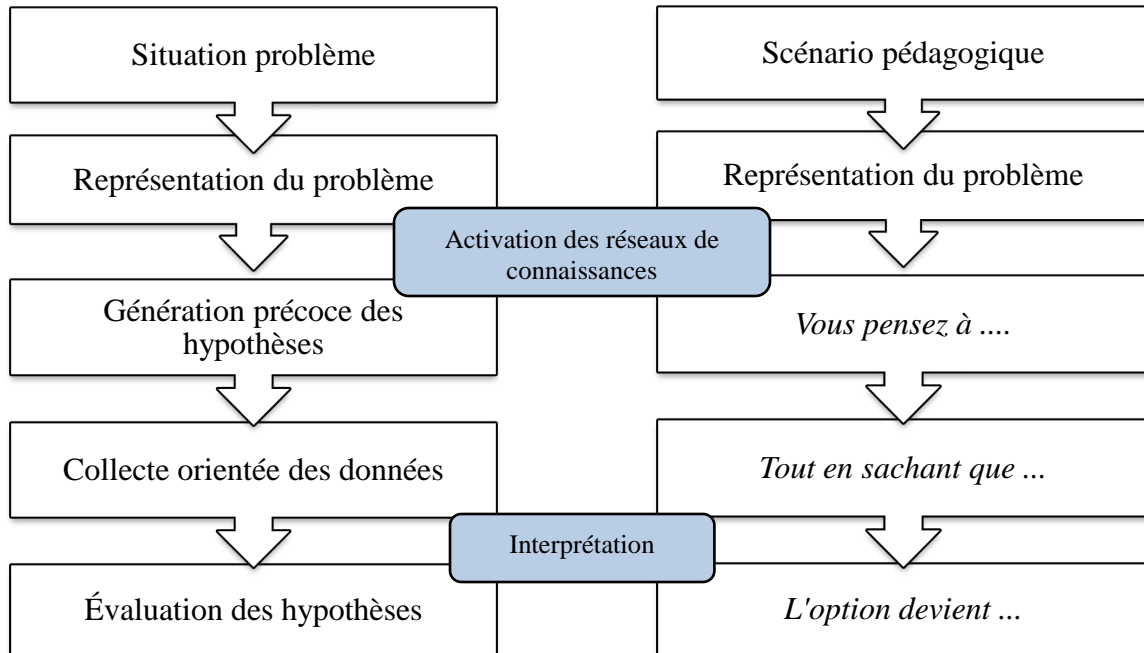 Situation problème
Scénario pédagogique
Représentation du problème
Représentation du problème
Activation des réseaux de
connaissances
Génération précoce des
hypothèses
Vous pensez à ....
Collecte orientée des données
Tout en sachant que ...
Interprétation
Évaluation des hypothèses
L'option devient ...